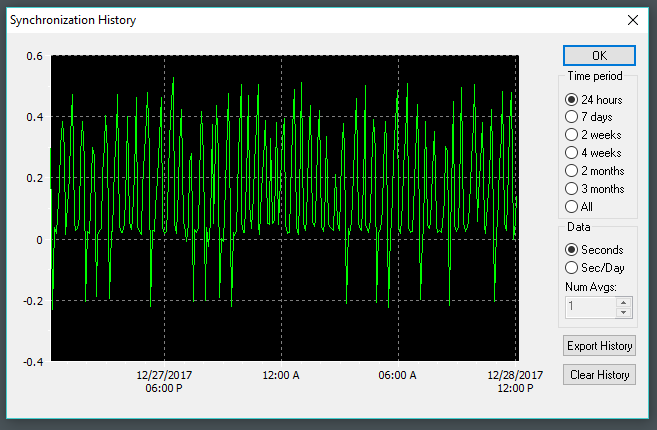 Synchronization History
0.6
0.4
0.2
0
-0.2
-0.4
12/27/2017
06:00 P
12:00 A
06:00 A
12/28/2017
12:00 P
OK
Time period
24 hours
7 days
2 weeks
4 weeks
2 months
3 months
All
Data
Seconds
Sec/Day
Num Avgs:
1
Export History
Clear History